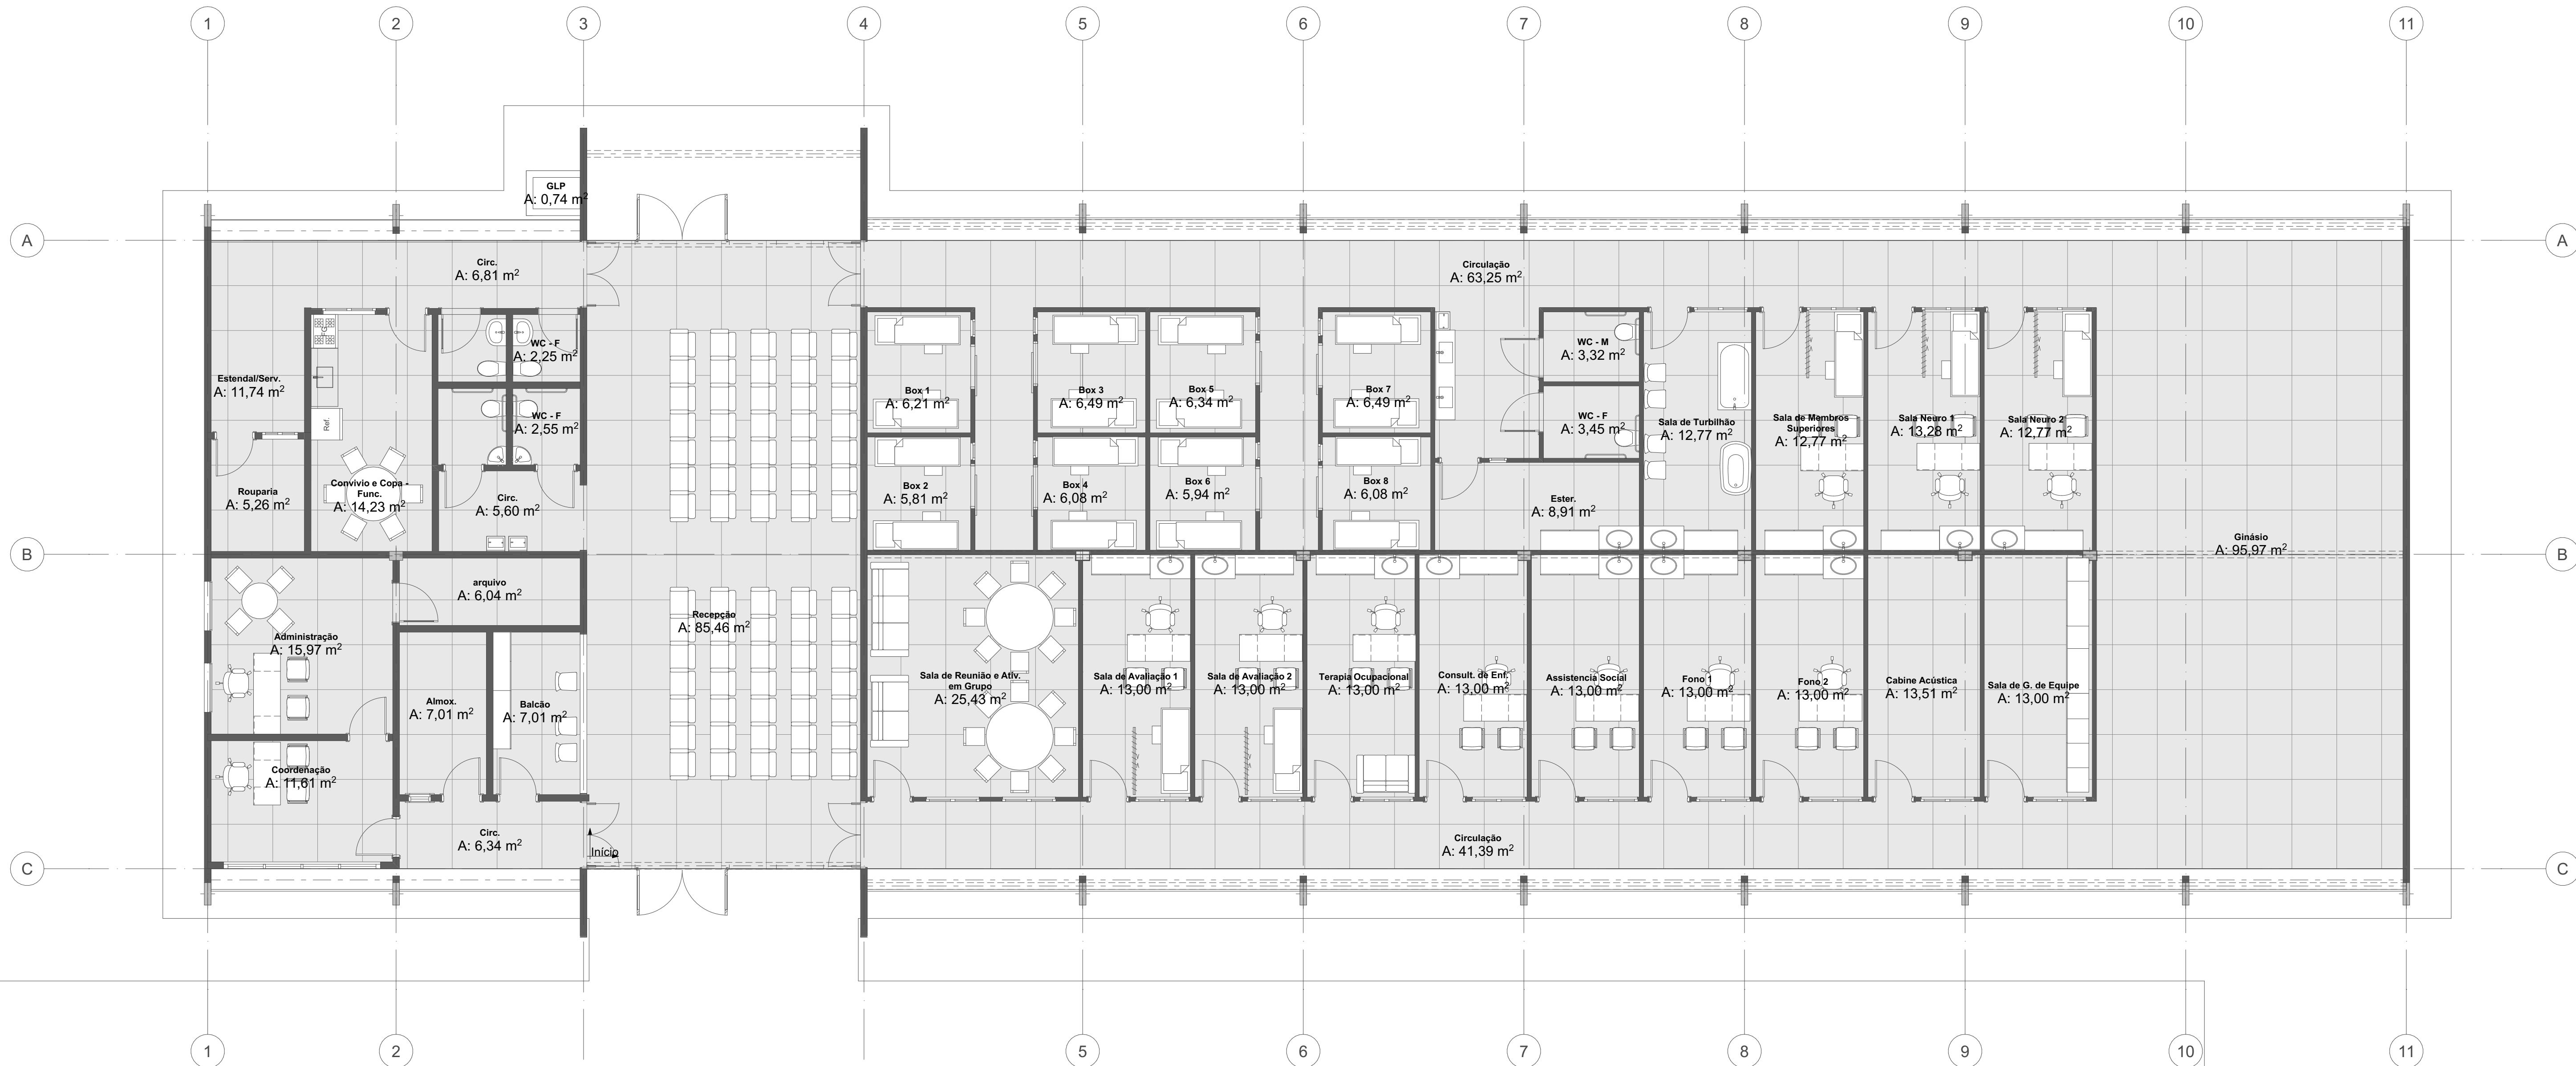 1
2
3
4
5
6
7
8
9
10
11
GLP
A: 0,74 m²
A
A
Circ.
A: 6,81 m²
Circulação
A: 63,25 m²
WC - F
A: 2,25 m²
WC - M
A: 3,32 m²
Estendal/Serv.
A: 11,74 m²
Ref.
WC - F
A: 2,55 m²
Box 1
A: 6,21 m²
Box 3
A: 6,49 m²
Box 5
A: 6,34 m²
Box 7
A: 6,49 m²
WC - F
A: 3,45 m²
Sala de Turbilhão
A: 12,77 m²
Sala de Membros
Superiores
A: 12,77 m²
Sala Neuro 1
A: 13,28 m²
Sala Neuro 2
A: 12,77 m²
Rouparia
A: 5,26 m²
Convivio e Copa -
Func.
A: 14,23 m²
Circ.
A: 5,60 m²
Box 2
A: 5,81 m²
Box 4
A: 6,08 m²
Box 6
A: 5,94 m²
Box 8
A: 6,08 m²
Ester.
A: 8,91 m²
Ginásio
A: 95,97 m²
B
B
arquivo
A: 6,04 m²
Recepção
A: 85,46 m²
Administração
A: 15,97 m²
Almox.
A: 7,01 m²
Balcão
A: 7,01 m²
Sala de Reunião e Ativ.
em Grupo
A: 25,43 m²
Sala de Avaliação 1
A: 13,00 m²
Sala de Avaliação 2
A: 13,00 m²
Terapia Ocupacional
A: 13,00 m²
Consult. de Enf.
A: 13,00 m²
Assistencia Social
A: 13,00 m²
Fono 1
A: 13,00 m²
Fono 2
A: 13,00 m²
Cabine Acústica
A: 13,51 m²
Sala de G. de Equipe
A: 13,00 m²
Coordenação
A: 11,61 m²
Circ.
A: 6,34 m²
Início
Circulação
A: 41,39 m²
C
C
1
2
5
6
7
8
9
10
11